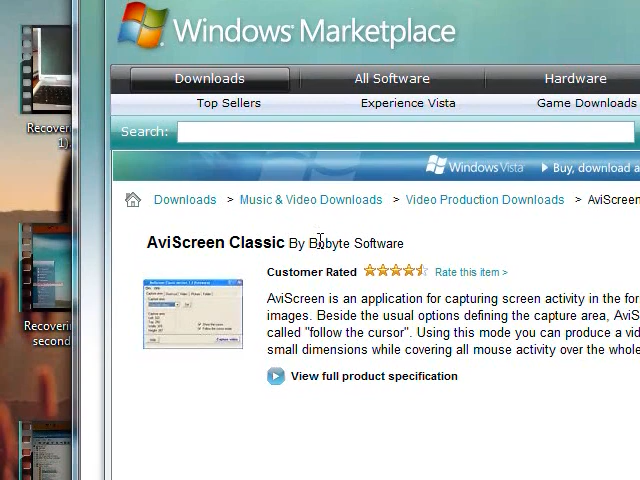 Windows Marketplace
Downloads All Software Hardware
Top Sellers Experience Vista Game Downloads
Search:
Windows Vista Buy, download a
Downloads > Music & Video Downloads > Video Production Downloads > AviScreen
AviScreen Classic By Bobyte Software
Customer Rated Rate this item >
AviScreen is an application for capturing screen activity in the for
images. Beside the usual options defining the capture area, AviS
called "follow the cursor". Using this mode you can produce a vid
small dimensions while covering all mouse activity over the whole
View full product specification
Recover
1).
Recoverin
second